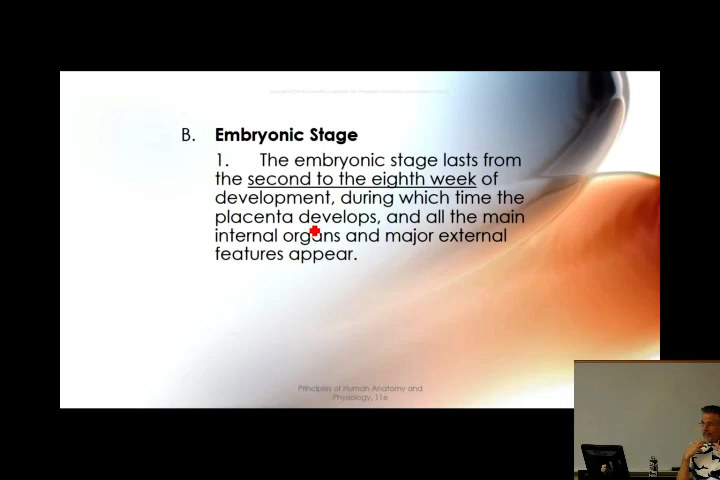 B. Embryonic Stage
1. The embryonic stage lasts from
the second to the eighth week of
development, during which time the
placenta develops, and all the main
internal organs and major external
features appear.
Principles of Human Anatomy and
Physiology, 11e